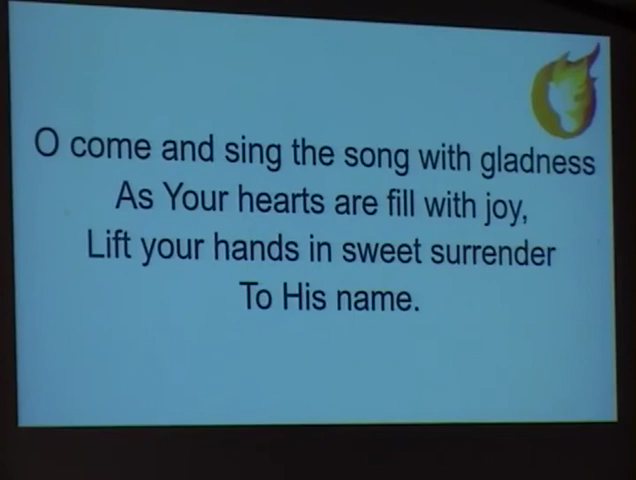 O come and sing the song with gladness
As Your hearts are fill with joy,
Lift your hands in sweet surrender
To His name.